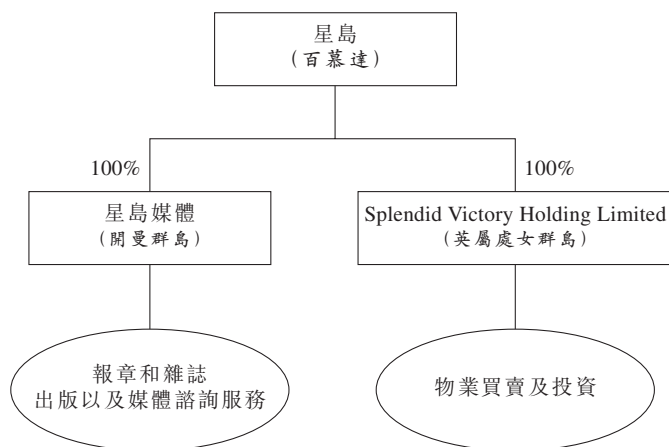 星島
(百慕達)
100%
100%
星島媒體
(開曼群島)
Splendid Victory Holding Limited
(英屬處女群島)
報章和雜誌
出版以及媒體諮詢服務
物業買賣及投資